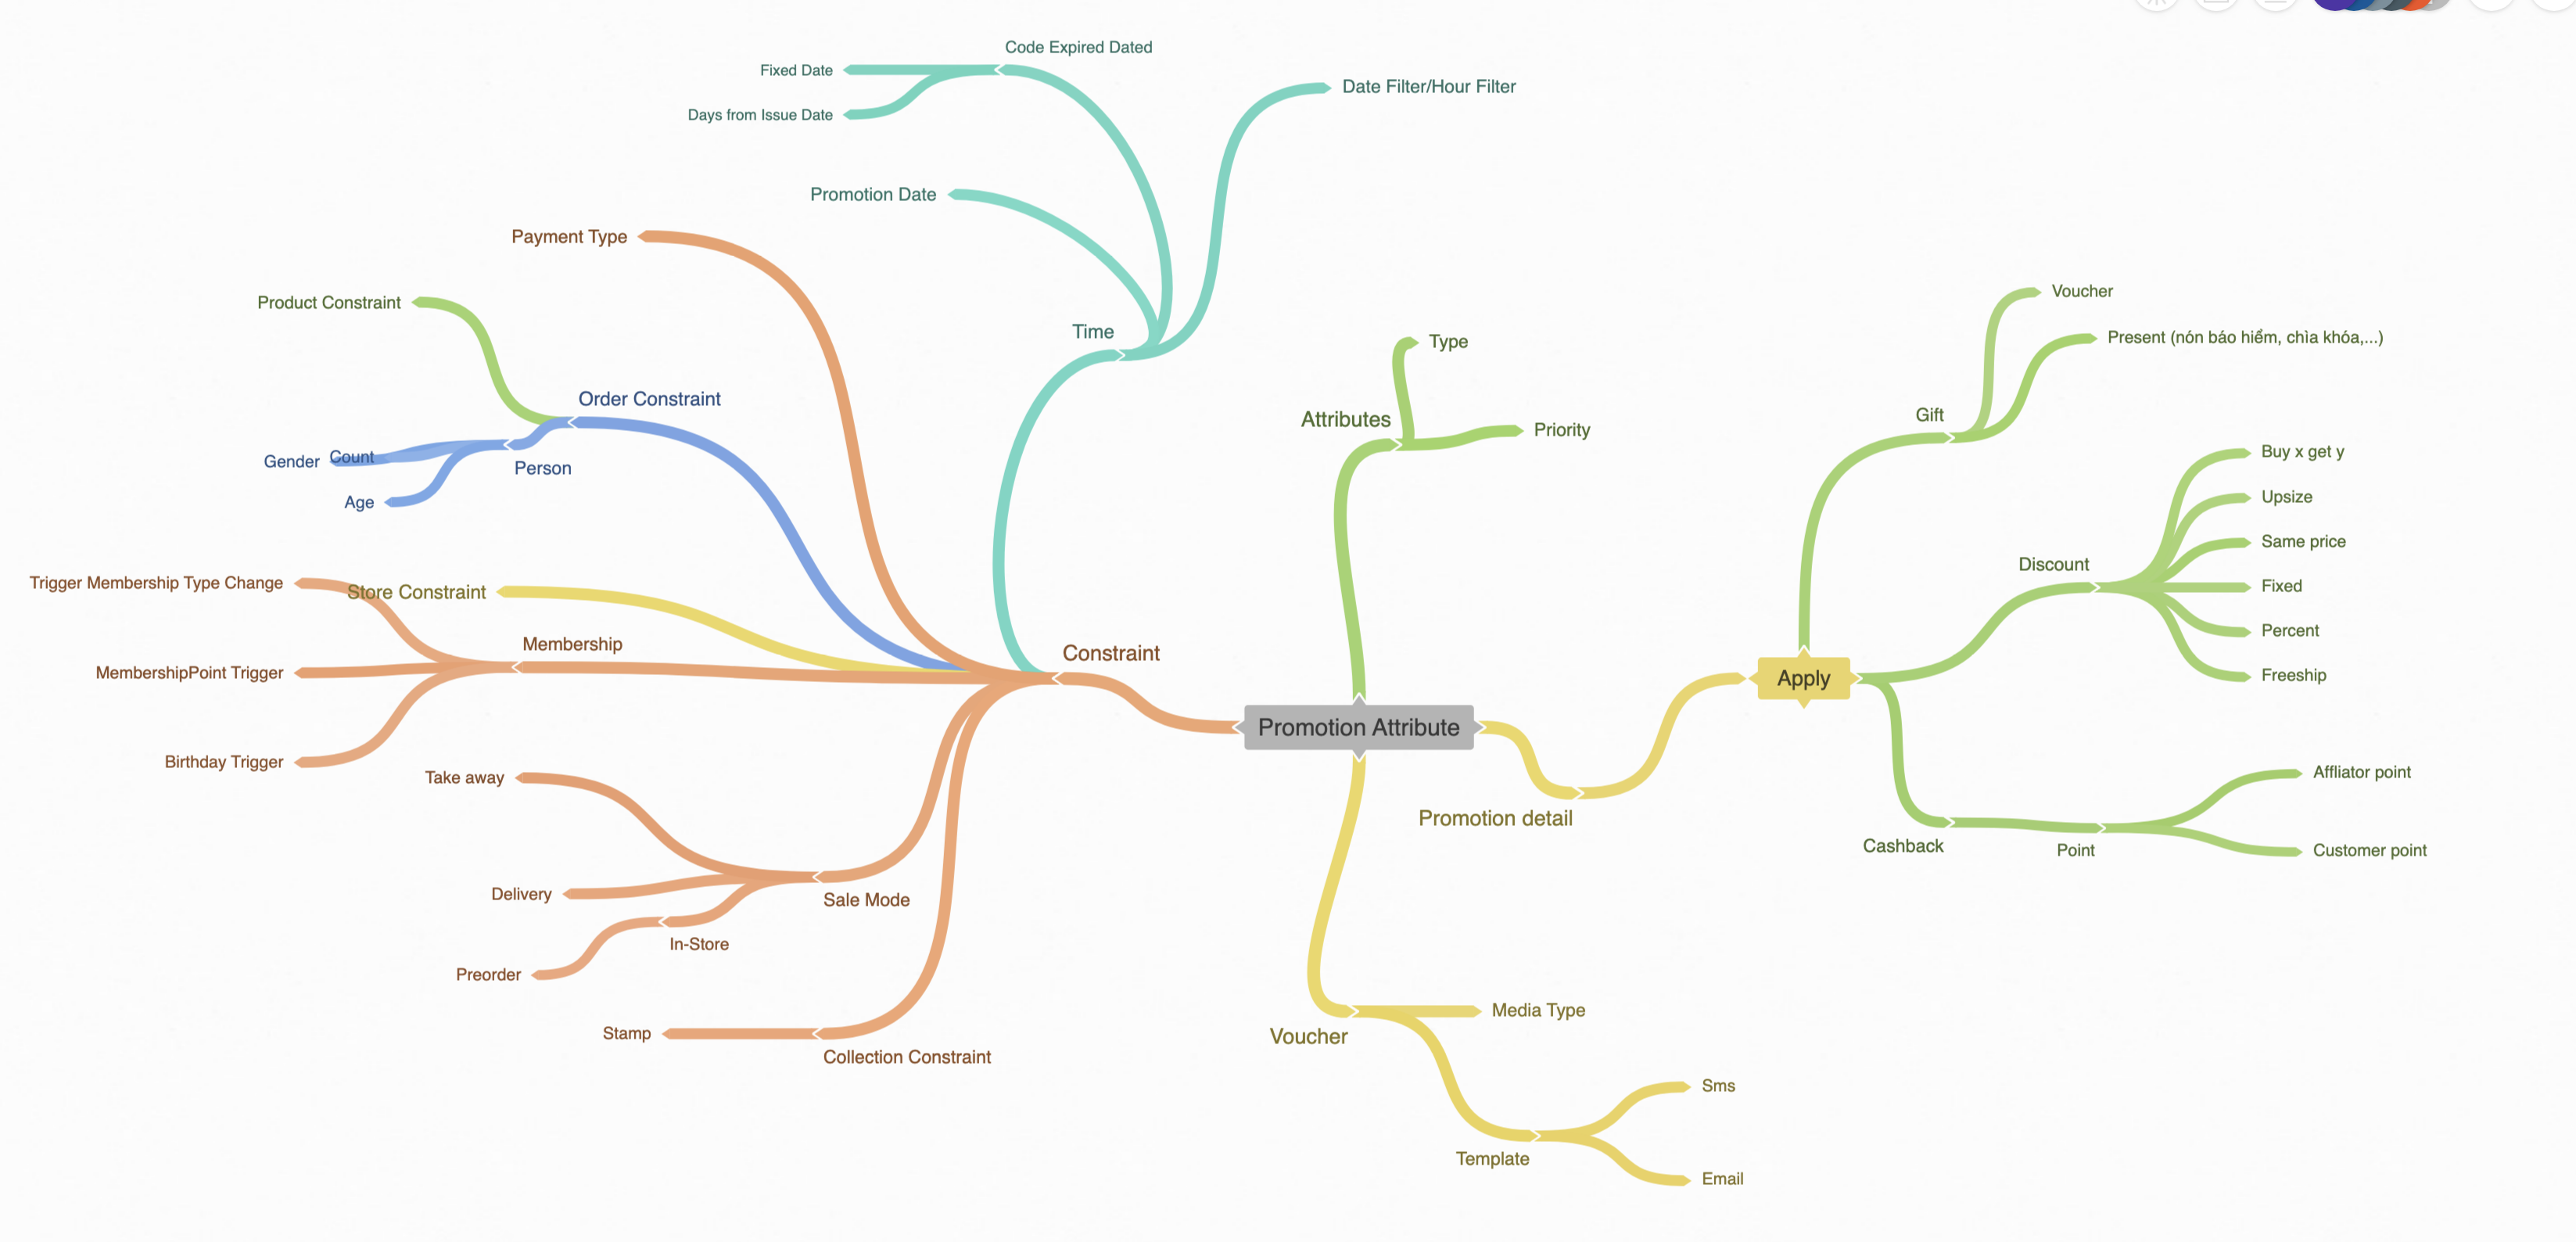 Code Expired Dated
Fixed Date
Days from Issue Date
Date Filter/Hour Filter
Promotion Date
Payment Type
Product Constraint
Time
Order Constraint
Gender
Count
Person
Age
Trigger Membership Type Change
Store Constraint
Membership
MembershipPoint Trigger
Birthday Trigger
Constraint
Take away
Delivery
Sale Mode
In-Store
Preorder
Stamp
Collection Constraint
Type
Attributes
Priority
Promotion Attribute
Promotion detail
Voucher
Media Type
Template
Sms
Email
Apply
Gift
Voucher
Present (nón báo hiểm, chìa khóa,...)
Discount
Buy x get y
Upsize
Same price
Fixed
Percent
Freeship
Cashback
Point
Affliator point
Customer point